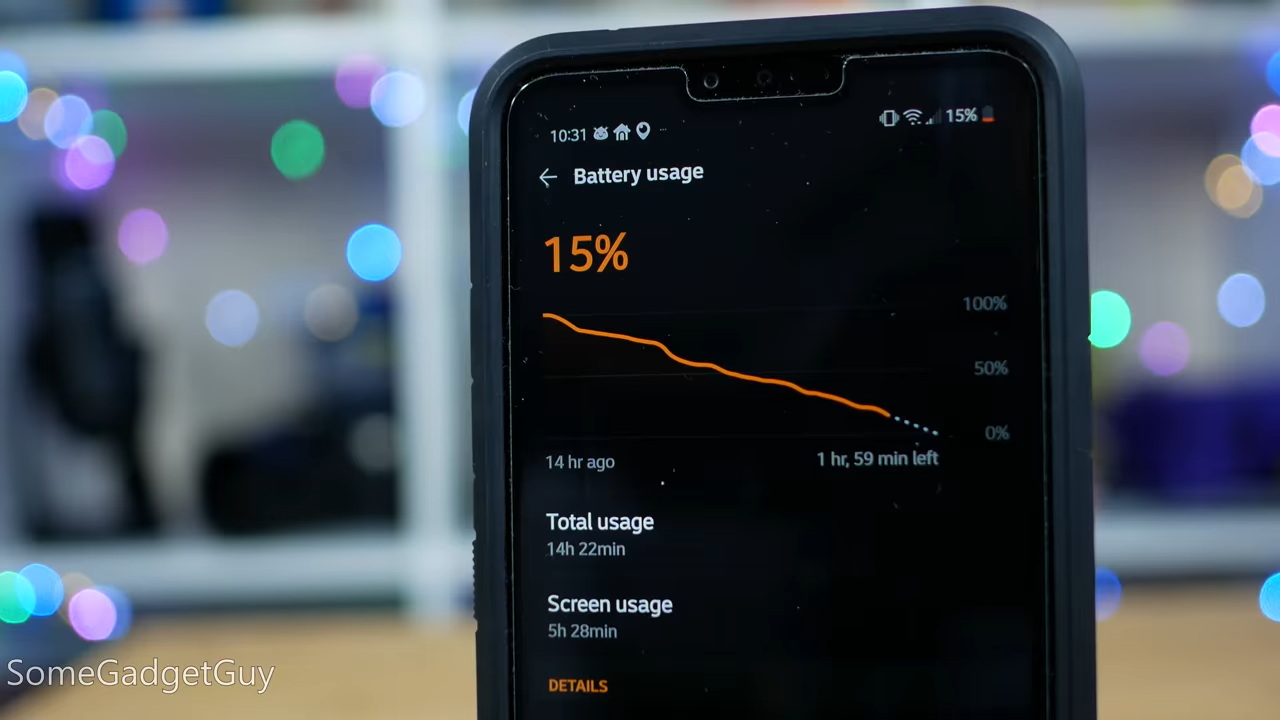 10:31
15%
Battery usage
15%
100%
50%
0%
14 hr ago
1 hr, 59 min left
Total usage
14h 22min
Screen usage
5h 28min
DETAILS
SomeGadgetGuy